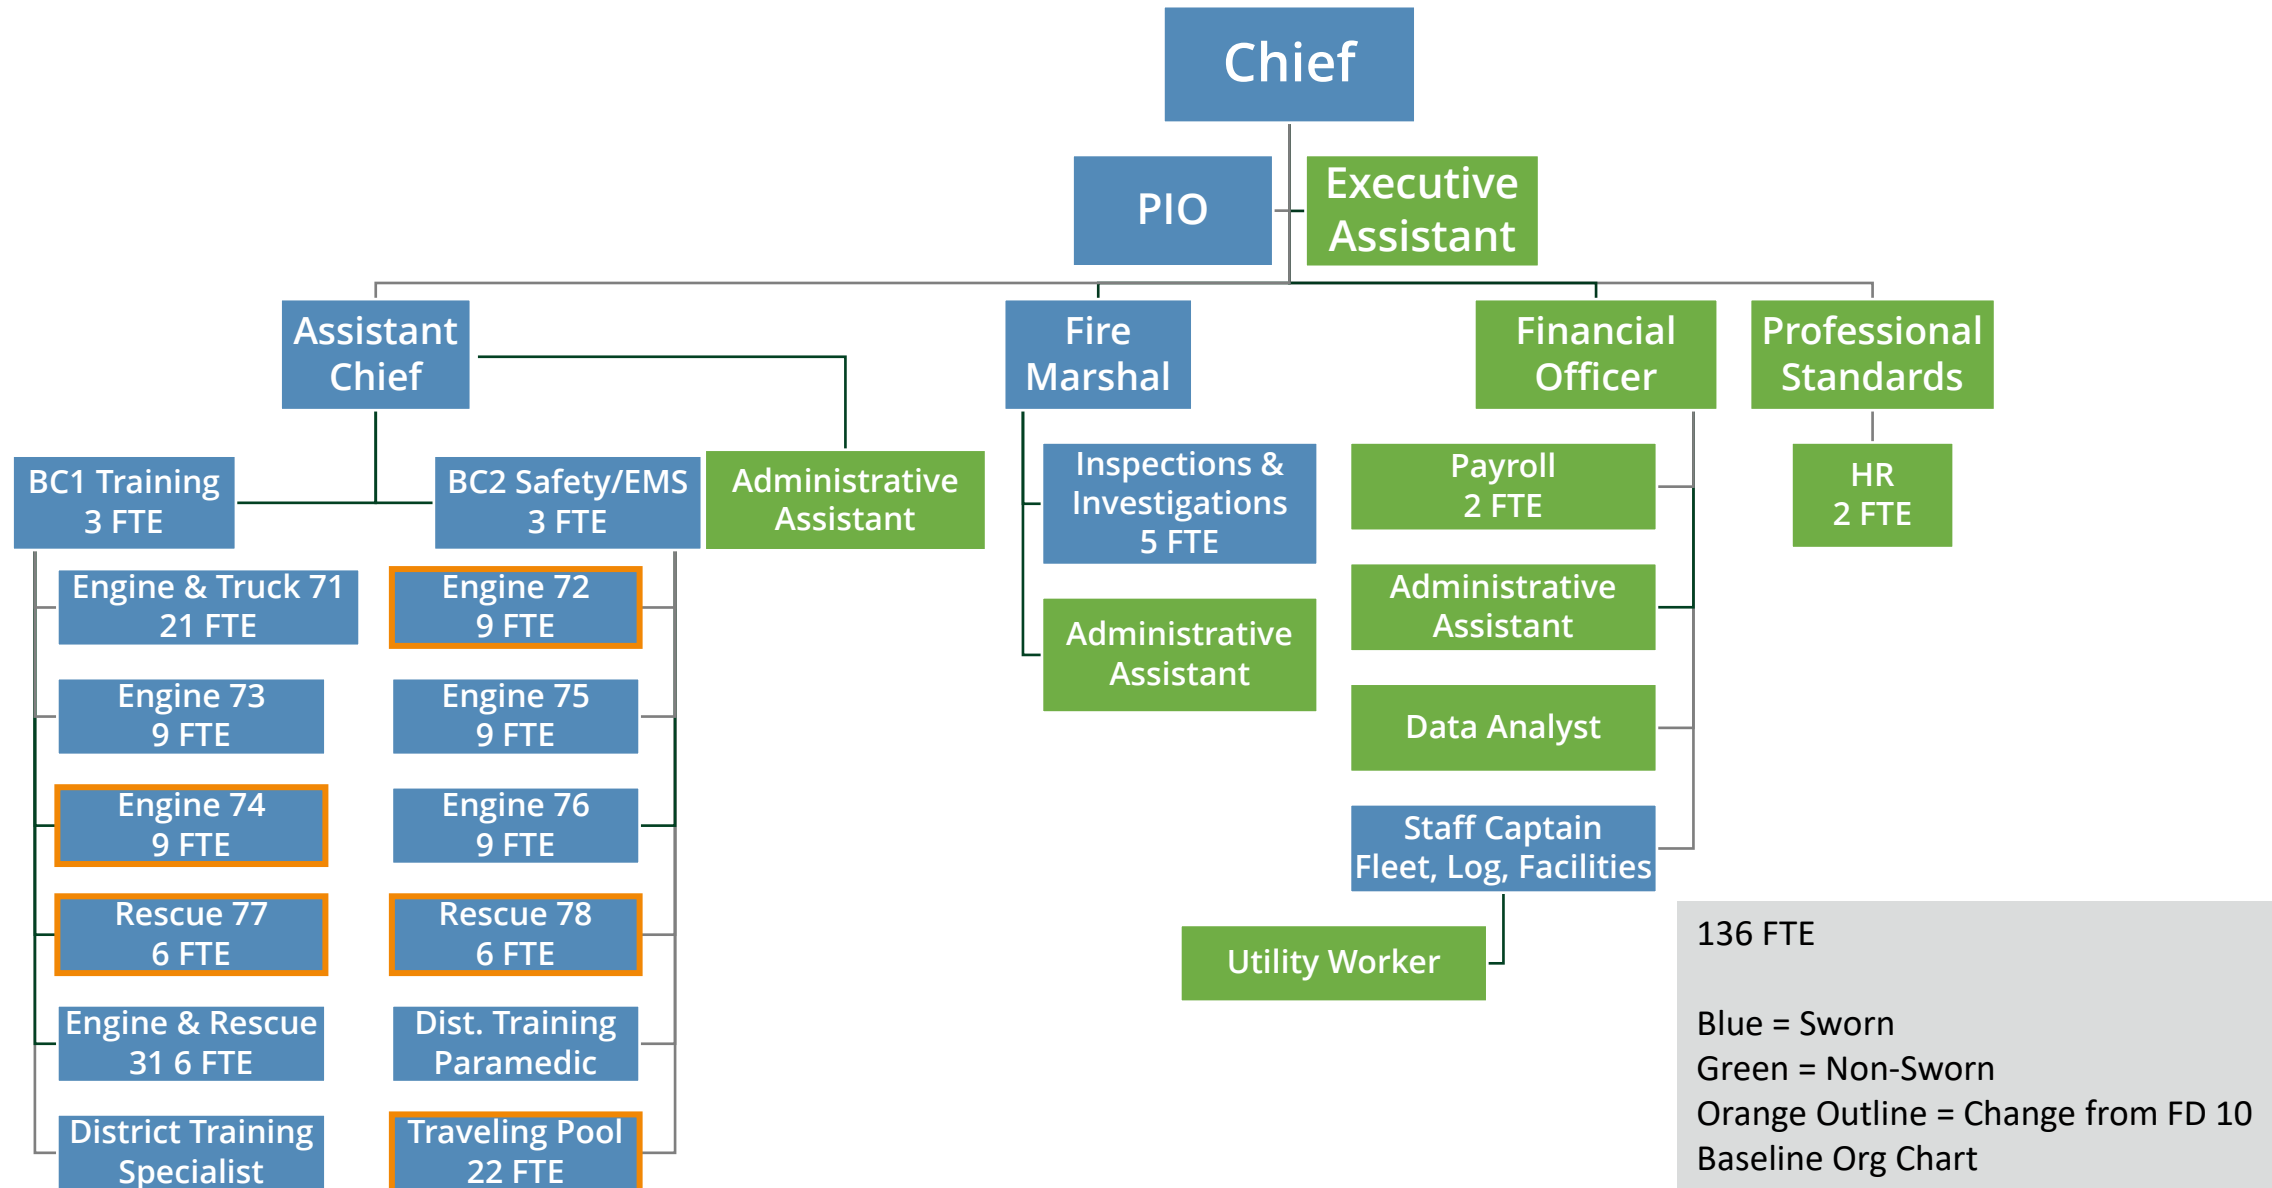 Chief
PIO
Executive
Assistant
Assistant
Chief
Fire
Marshal
Financial
Officer
Professional
Standards
BC1 Training
3 FTE
BC2 Safety/EMS
3 FTE
Administrative
Assistant
Engine & Truck 71
21 FTE
Engine 73
9 FTE
Engine 74
9 FTE
Rescue 77
6 FTE
Engine & Rescue
31 6 FTE
District Training
Specialist
Engine 72
9 FTE
Engine 75
9 FTE
Engine 76
9 FTE
Rescue 78
6 FTE
Dist. Training
Paramedic
Traveling Pool
22 FTE
Inspections &
Investigations
5 FTE
Administrative
Assistant
Payroll
2 FTE
Administrative
Assistant
Data Analyst
Staff Captain
Fleet, Log, Facilities
Utility Worker
HR
2 FTE
136 FTE
Blue = Sworn
Green = Non-Sworn
Orange Outline = Change from FD 10
Baseline Org Chart